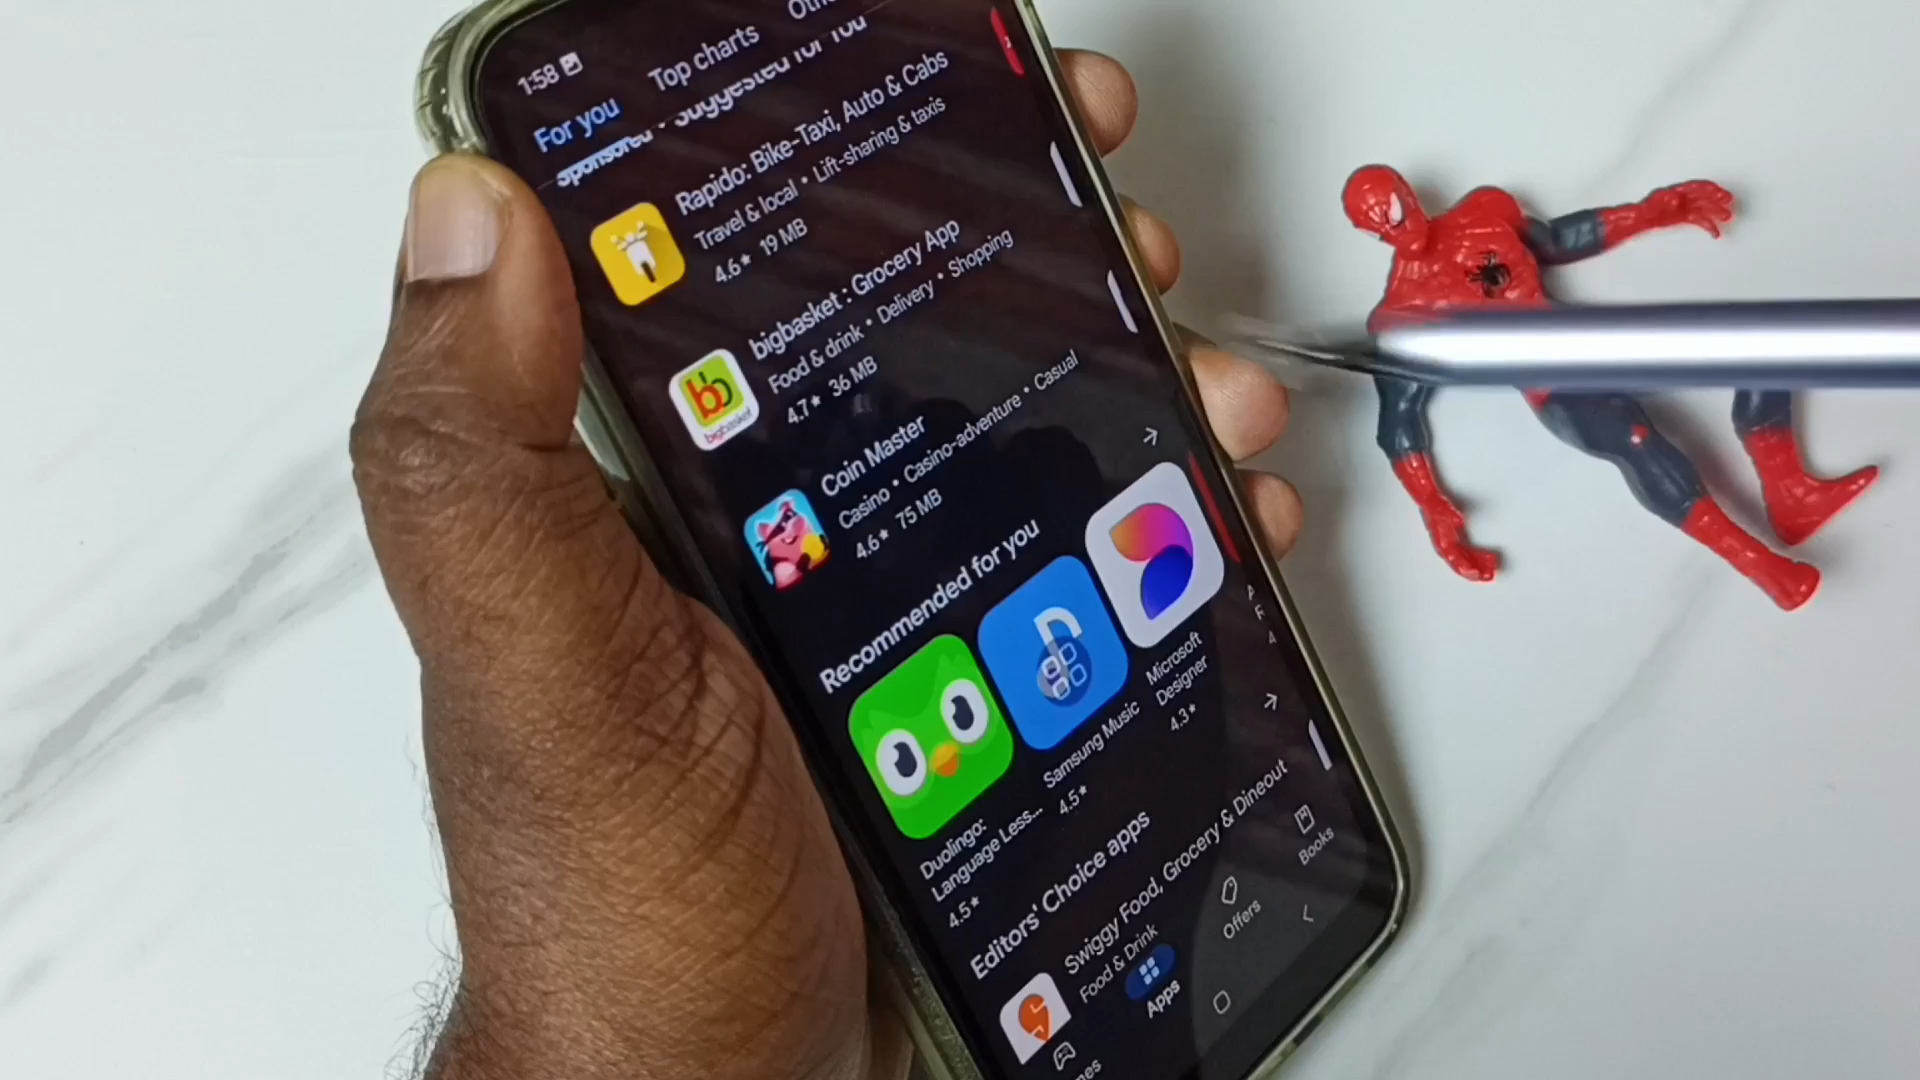 1:58
For you
Top charts
Sponsored • Suggested for You
Rapido: Bike-Taxi, Auto & Cabs
Travel & local • Lift-sharing & taxis
4.6★ 19 MB
bigbasket
bigbasket : Grocery App
Food & drink • Delivery • Shopping
4.7★ 36 MB
Coin Master
Casino • Casino-adventure • Casual
4.6★ 75 MB
Recommended for you
Duolingo:
Language Less...
4.5★
Samsung Music
4.5★
Microsoft
Designer
4.3★
Editors' Choice apps
Swiggy Food, Grocery & Dineout
Food & Drink
Apps
Offers
Books